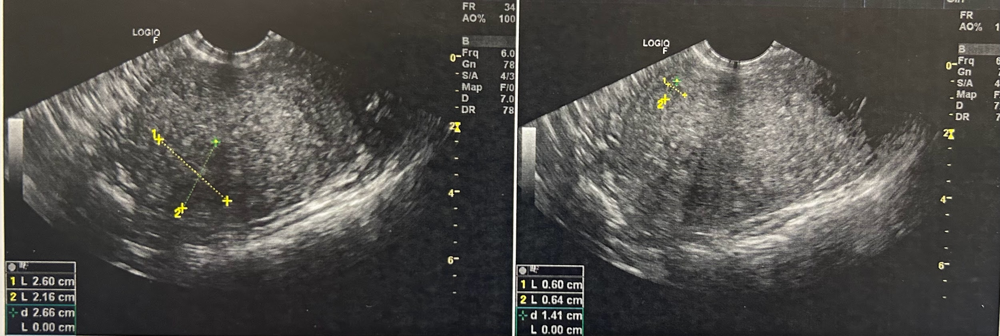 LOGIQ
F
FR 34
AO% 100
B
Frq 6.0
Gn 78
S/A 4/3
Map F/0
D 7.0
DR 78
0
2
4
6
1
2
1 L 2.60 cm
2 L 2.16 cm
d 2.66 cm
L 0.00 cm
LOGIQ
F
FR
AO% 1
B
Frq 6
Gn
S/A 4
Map F
D 7
DR 7
0
2
4
6
1
2
1 L 0.60 cm
2 L 0.64 cm
d 1.41 cm
L 0.00 cm